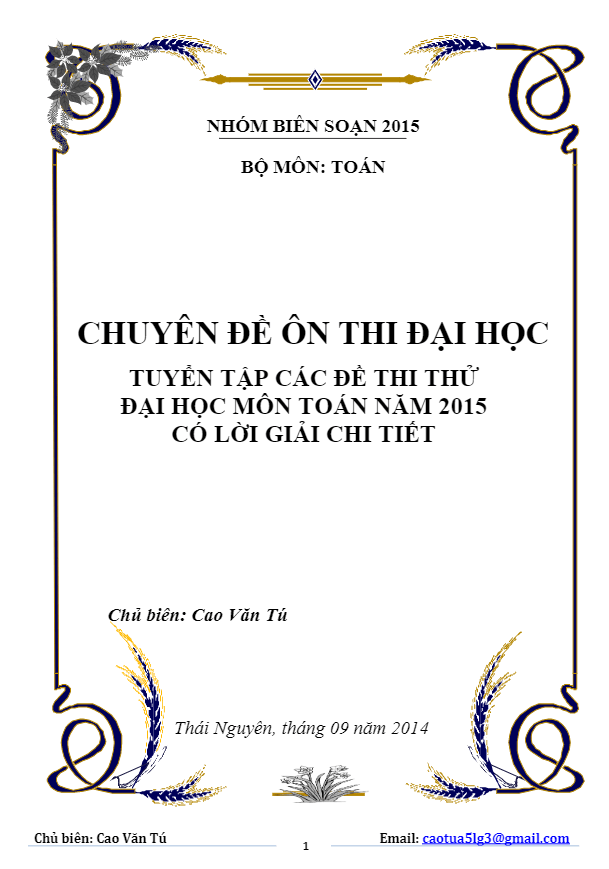 NHÓM BIÊN SOẠN 2015
BỘ MÔN: TOÁN
CHUYÊN ĐỀ ÔN THI ĐẠI HỌC
TUYỂN TẬP CÁC ĐỀ THI THỬ
ĐẠI HỌC MÔN TOÁN NĂM 2015
CÓ LỜI GIẢI CHI TIẾT
Chủ biên: Cao Văn Tú
Thái Nguyên, tháng 09 năm 2014
Chủ biên: Cao Văn Tú Email: caotua5lg3@gmail.com
1